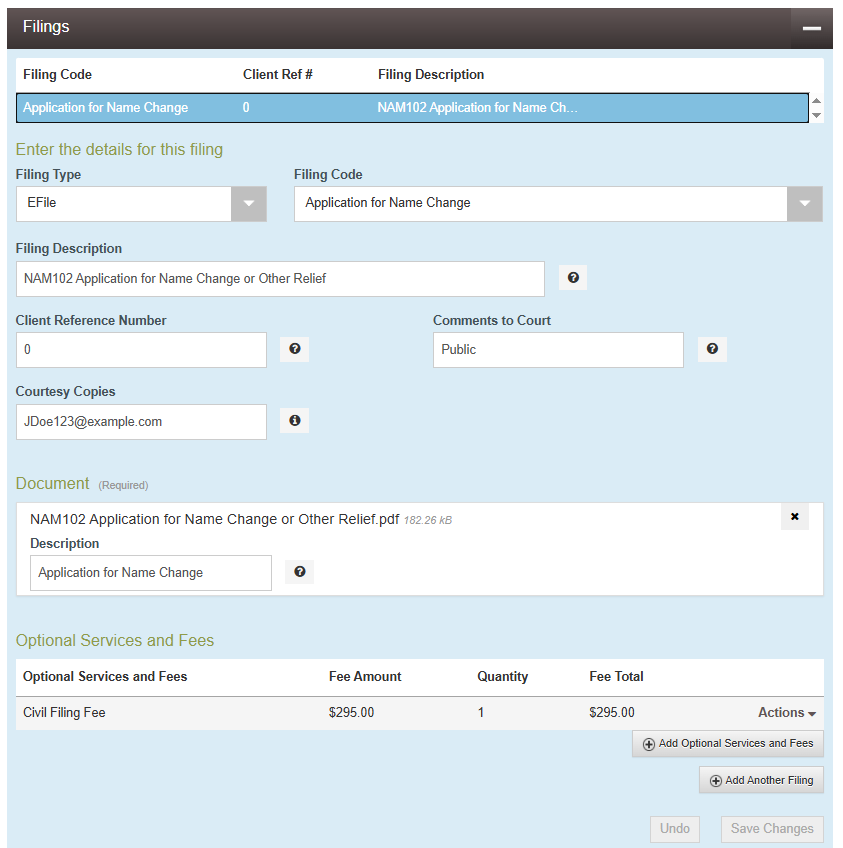 Filings
Filing Code Client Ref # Filing Description
Application for Name Change 0 NAM102 Application for Name Ch...
Enter the details for this filing
Filing Type Filing Code
EFile Application for Name Change
Filing Description
NAM102 Application for Name Change or Other Relief
Client Reference Number Comments to Court
0 Public
Courtesy Copies
JDoe123@example.com
Document (Required)
NAM102 Application for Name Change or Other Relief.pdf 182.26 kB
Description
Application for Name Change
Optional Services and Fees
Optional Services and Fees Fee Amount Quantity Fee Total
Civil Filing Fee $295.00 1 $295.00 Actions
Add Optional Services and Fees
Add Another Filing
Undo Save Changes